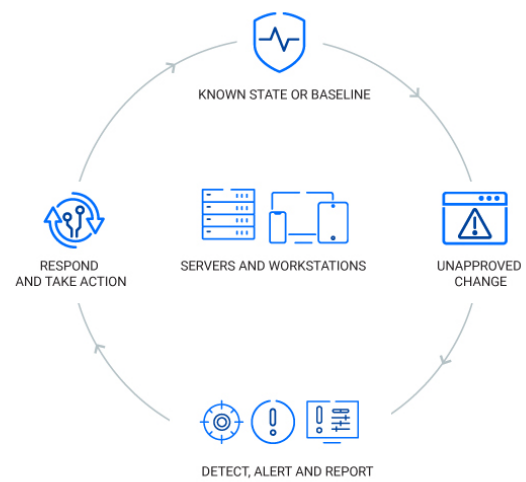 KNOWN STATE OR BASELINE
RESPOND
AND TAKE ACTION
SERVERS AND WORKSTATIONS
UNAPPROVED
CHANGE
DETECT, ALERT AND REPORT